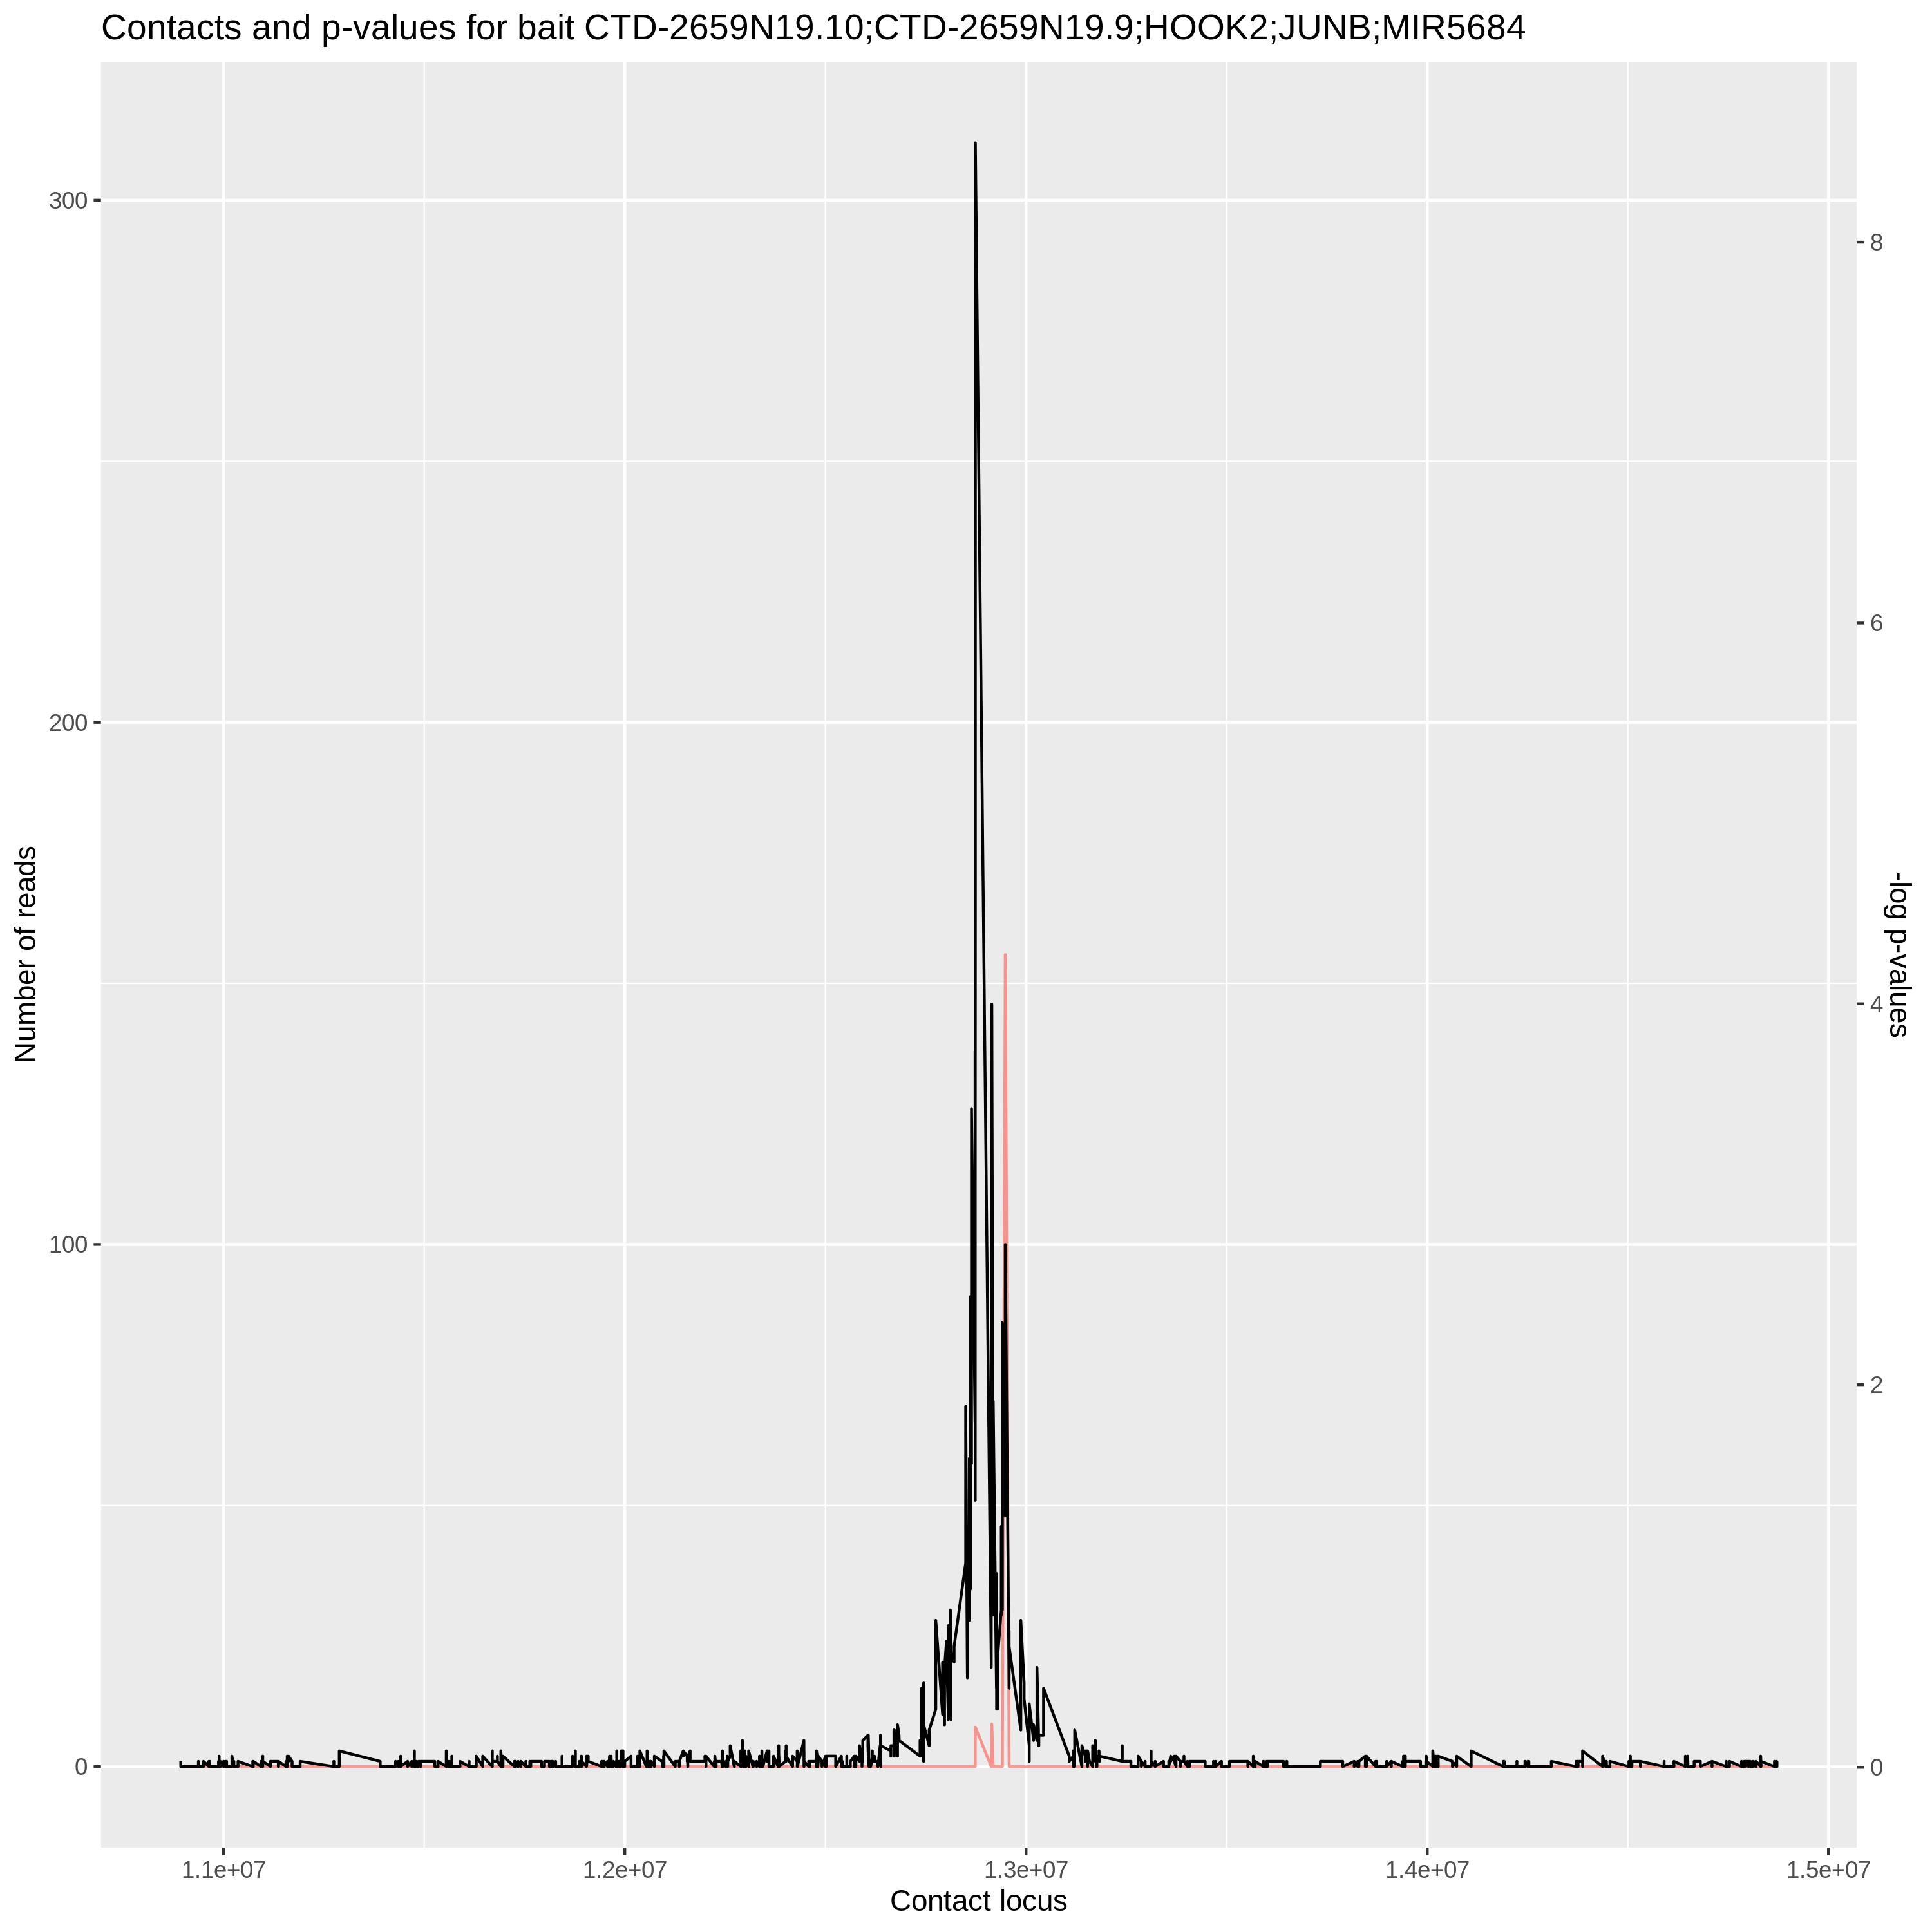 Contacts and p-values for bait CTD-2659N19.10;CTD-2659N19.9;HOOK2;JUNB;MIR5684
300
200
100
0
Number of reads
8
6
4
2
0
-log p-values
1.1e+07
1.2e+07
1.3e+07
1.4e+07
1.5e+07
Contact locus